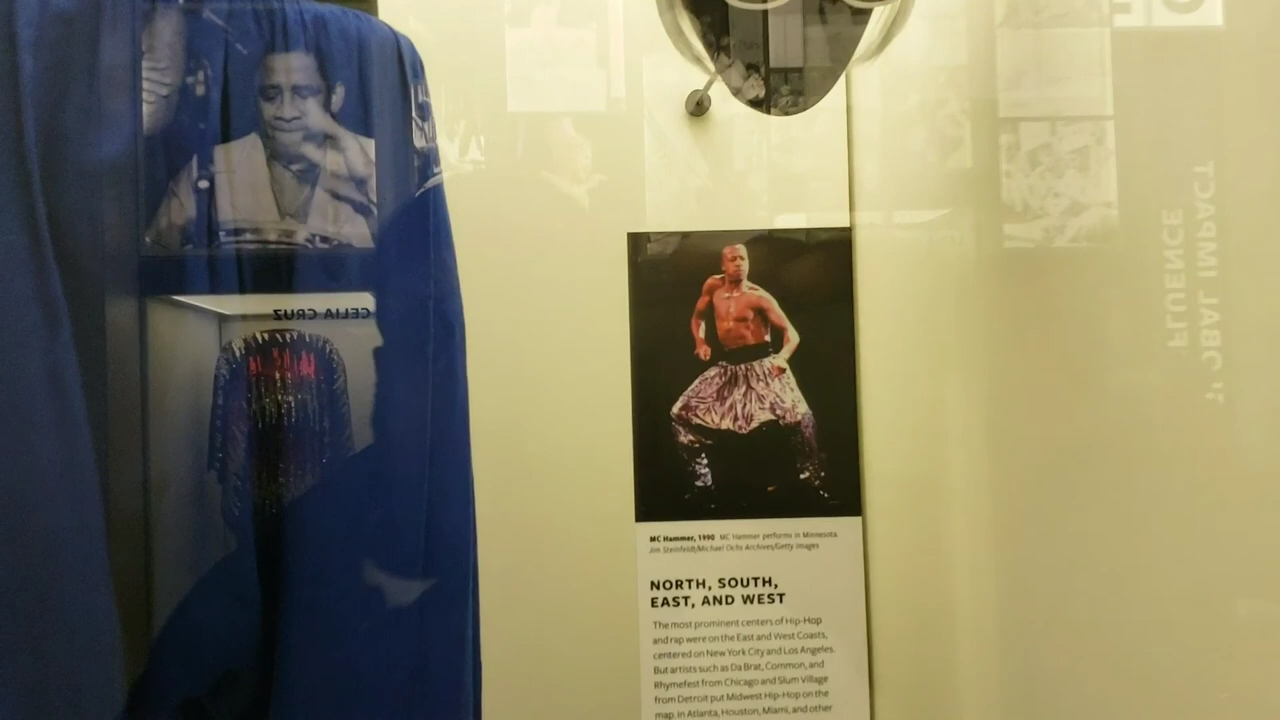 CELIA CRUZ
MC Hammer, 1990 MC Hammer performs in Minnesota.
Jim Steinfeldt/Michael Ochs Archives/Getty Images
NORTH, SOUTH,
EAST, AND WEST
The most prominent centers of Hip-Hop
and rap were on the East and West Coasts,
centered on New York City and Los Angeles.
But artists such as Da Brat, Common, and
Rhymefest from Chicago and Slum Village
from Detroit put Midwest Hip-Hop on the
map. In Atlanta, Houston, Miami, and other
FLUENCE
OBAL IMPACT